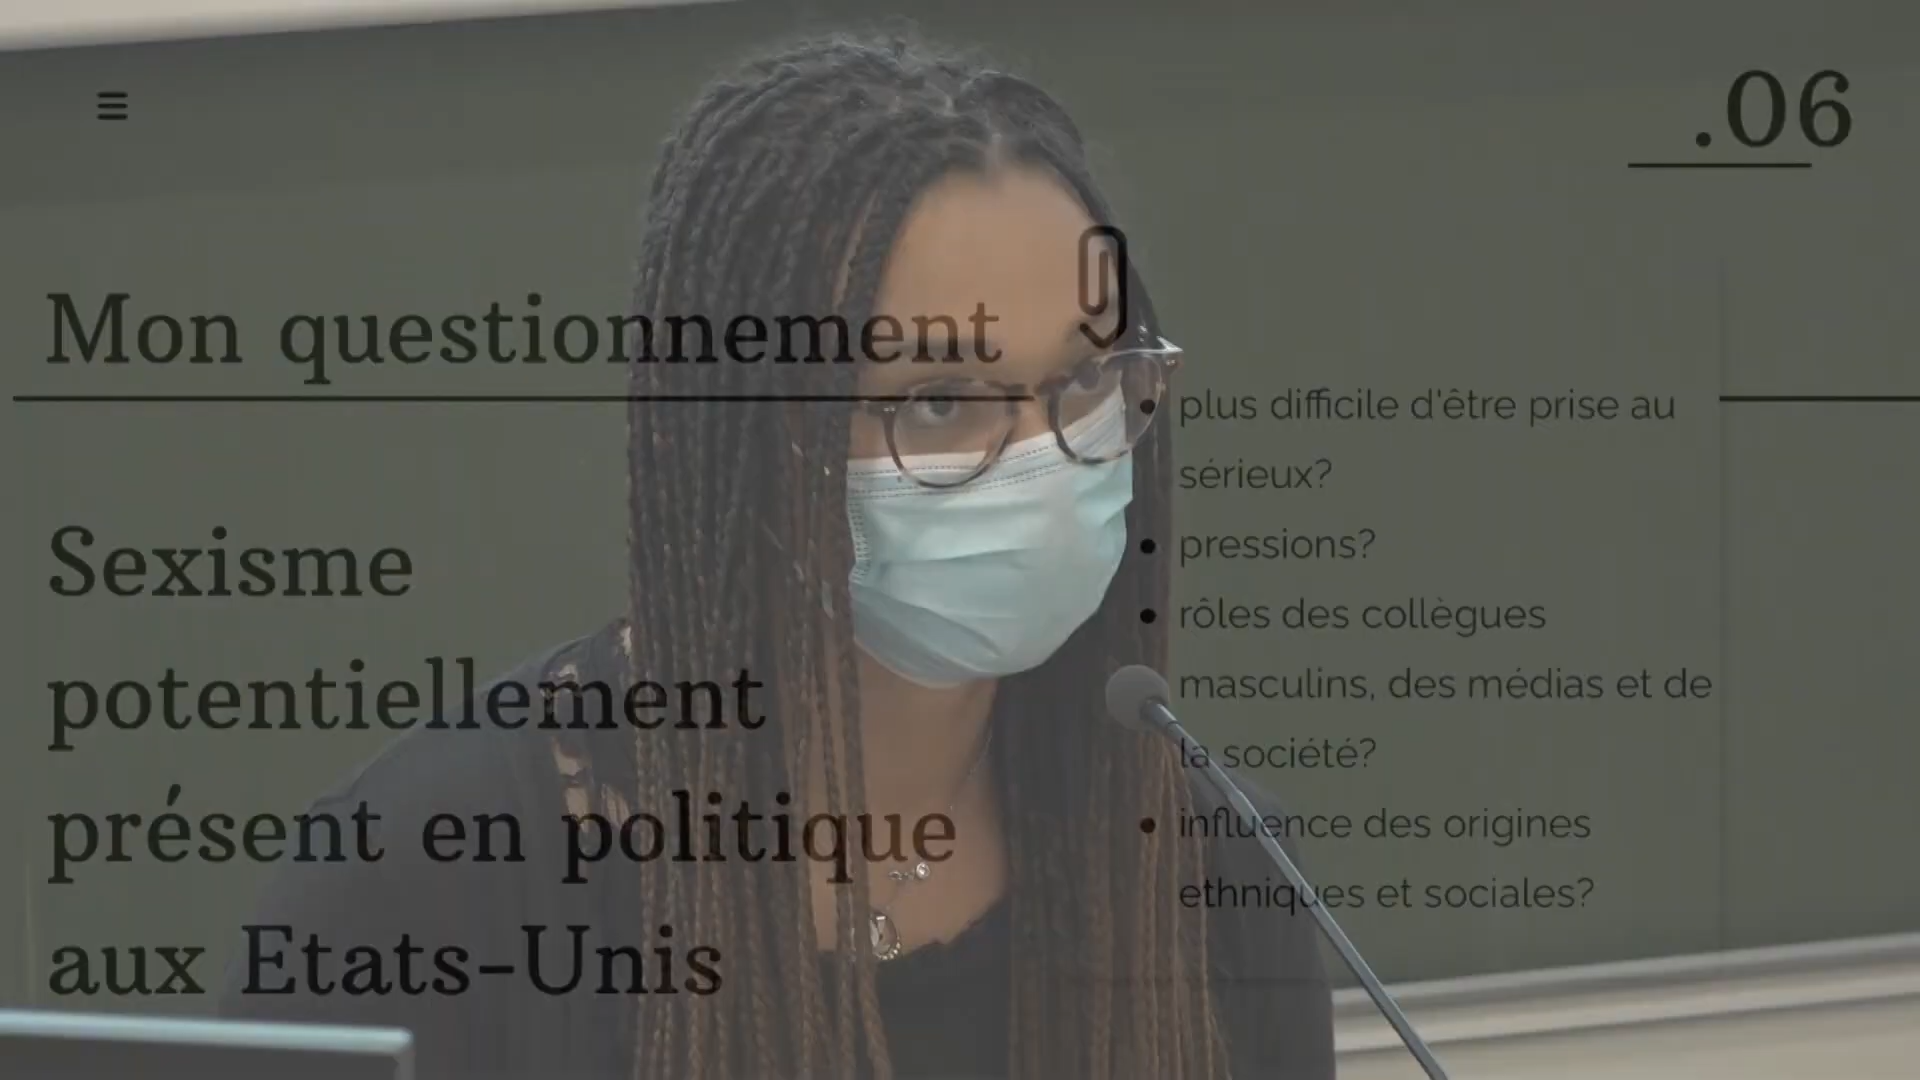 .06
Mon questionnement
Sexisme
potentiellement
présent en politique
aux Etats-Unis
plus difficile d'être prise au
sérieux?
pressions?
rôles des collègues
masculins, des médias et de
la société?
influence des origines
ethniques et sociales?